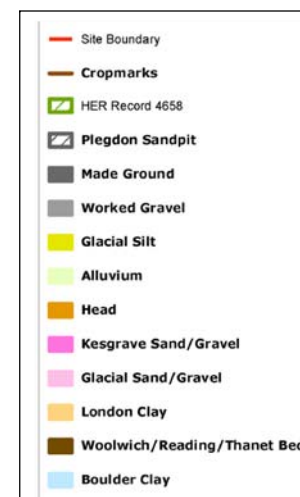 Site Boundary
Cropmarks
HER Record 4658
Plegdon Sandpit
Made Ground
Worked Gravel
Glacial Silt
Alluvium
Head
Kesgrave Sand/Gravel
Glacial Sand/Gravel
London Clay
Woolwich/Reading/Thanet Bed
Boulder Clay